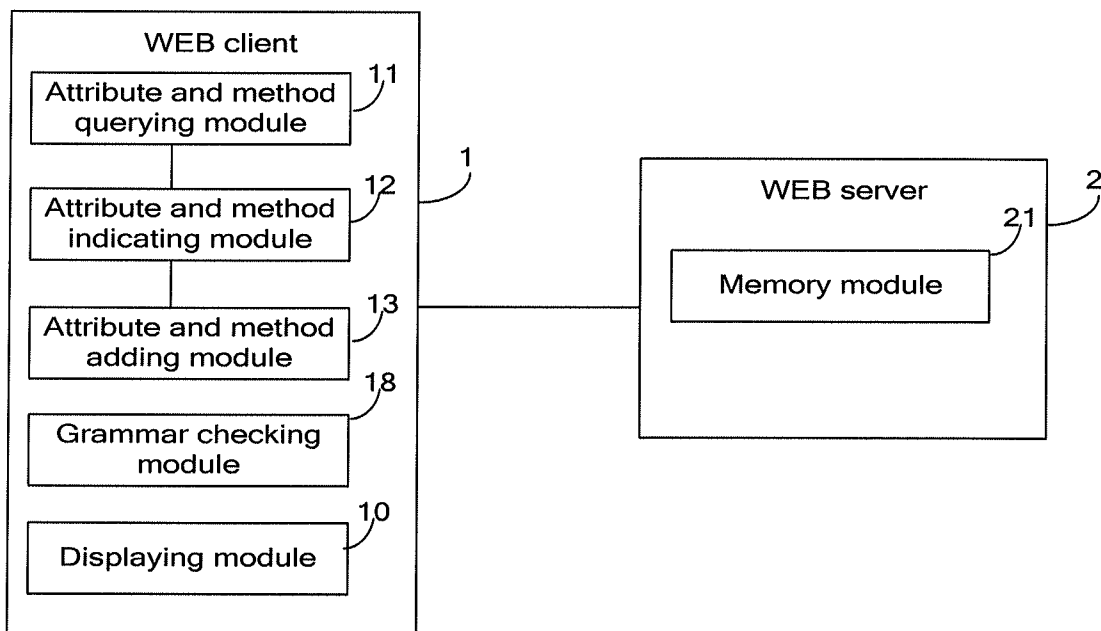 WEB client
11
Attribute and method
querying module
1
12
Attribute and method
indicating module
13
Attribute and method
adding module
18
Grammar checking
module
10
Displaying module
WEB server
2
21
Memory module